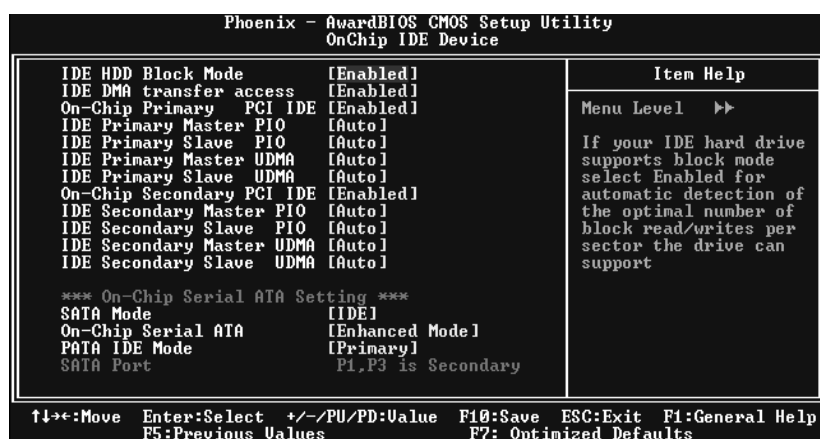 Phoenix - AwardBIOS CMOS Setup Utility
OnChip IDE Device
IDE HDD Block Mode [Enabled]
IDE DMA transfer access [Enabled]
On-Chip Primary PCI IDE [Enabled]
IDE Primary Master PIO [Auto]
IDE Primary Slave PIO [Auto]
IDE Primary Master UDMA [Auto]
IDE Primary Slave UDMA [Auto]
On-Chip Secondary PCI IDE [Enabled]
IDE Secondary Master PIO [Auto]
IDE Secondary Slave PIO [Auto]
IDE Secondary Master UDMA [Auto]
IDE Secondary Slave UDMA [Auto]
*** On-Chip Serial ATA Setting ***
SATA Mode [IDE]
On-Chip Serial ATA [Enhanced Mode]
PATA IDE Mode [Primary]
SATA Port P1,P3 is Secondary
Item Help
Menu Level ►►
If your IDE hard drive
supports block mode
select Enabled for
automatic detection of
the optimal number of
block read/writes per
sector the drive can
support
↑↓→←:Move Enter:Select +/-/PU/PD:Value F10:Save ESC:Exit F1:General Help
F5:Previous Values F7: Optimized Defaults